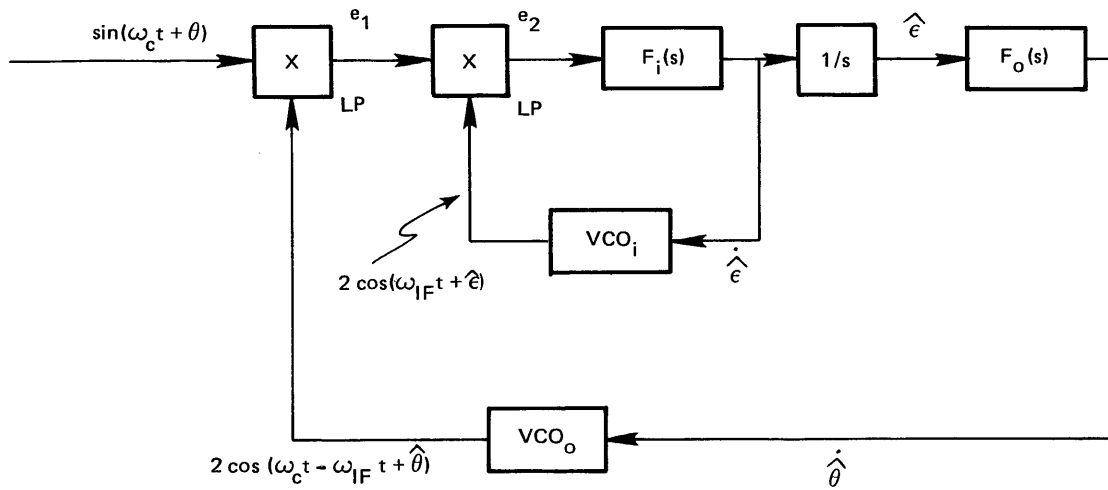 sin(ω_c t + θ)
e_1
e_2
ε̂
X
X
F_i(s)
1/s
F_o(s)
LP
LP
VCO_i
2 cos(ω_IF t + ε̂)
ε̂̇
VCO_o
2 cos (ω_c t - ω_IF t + θ̂)
θ̂̇